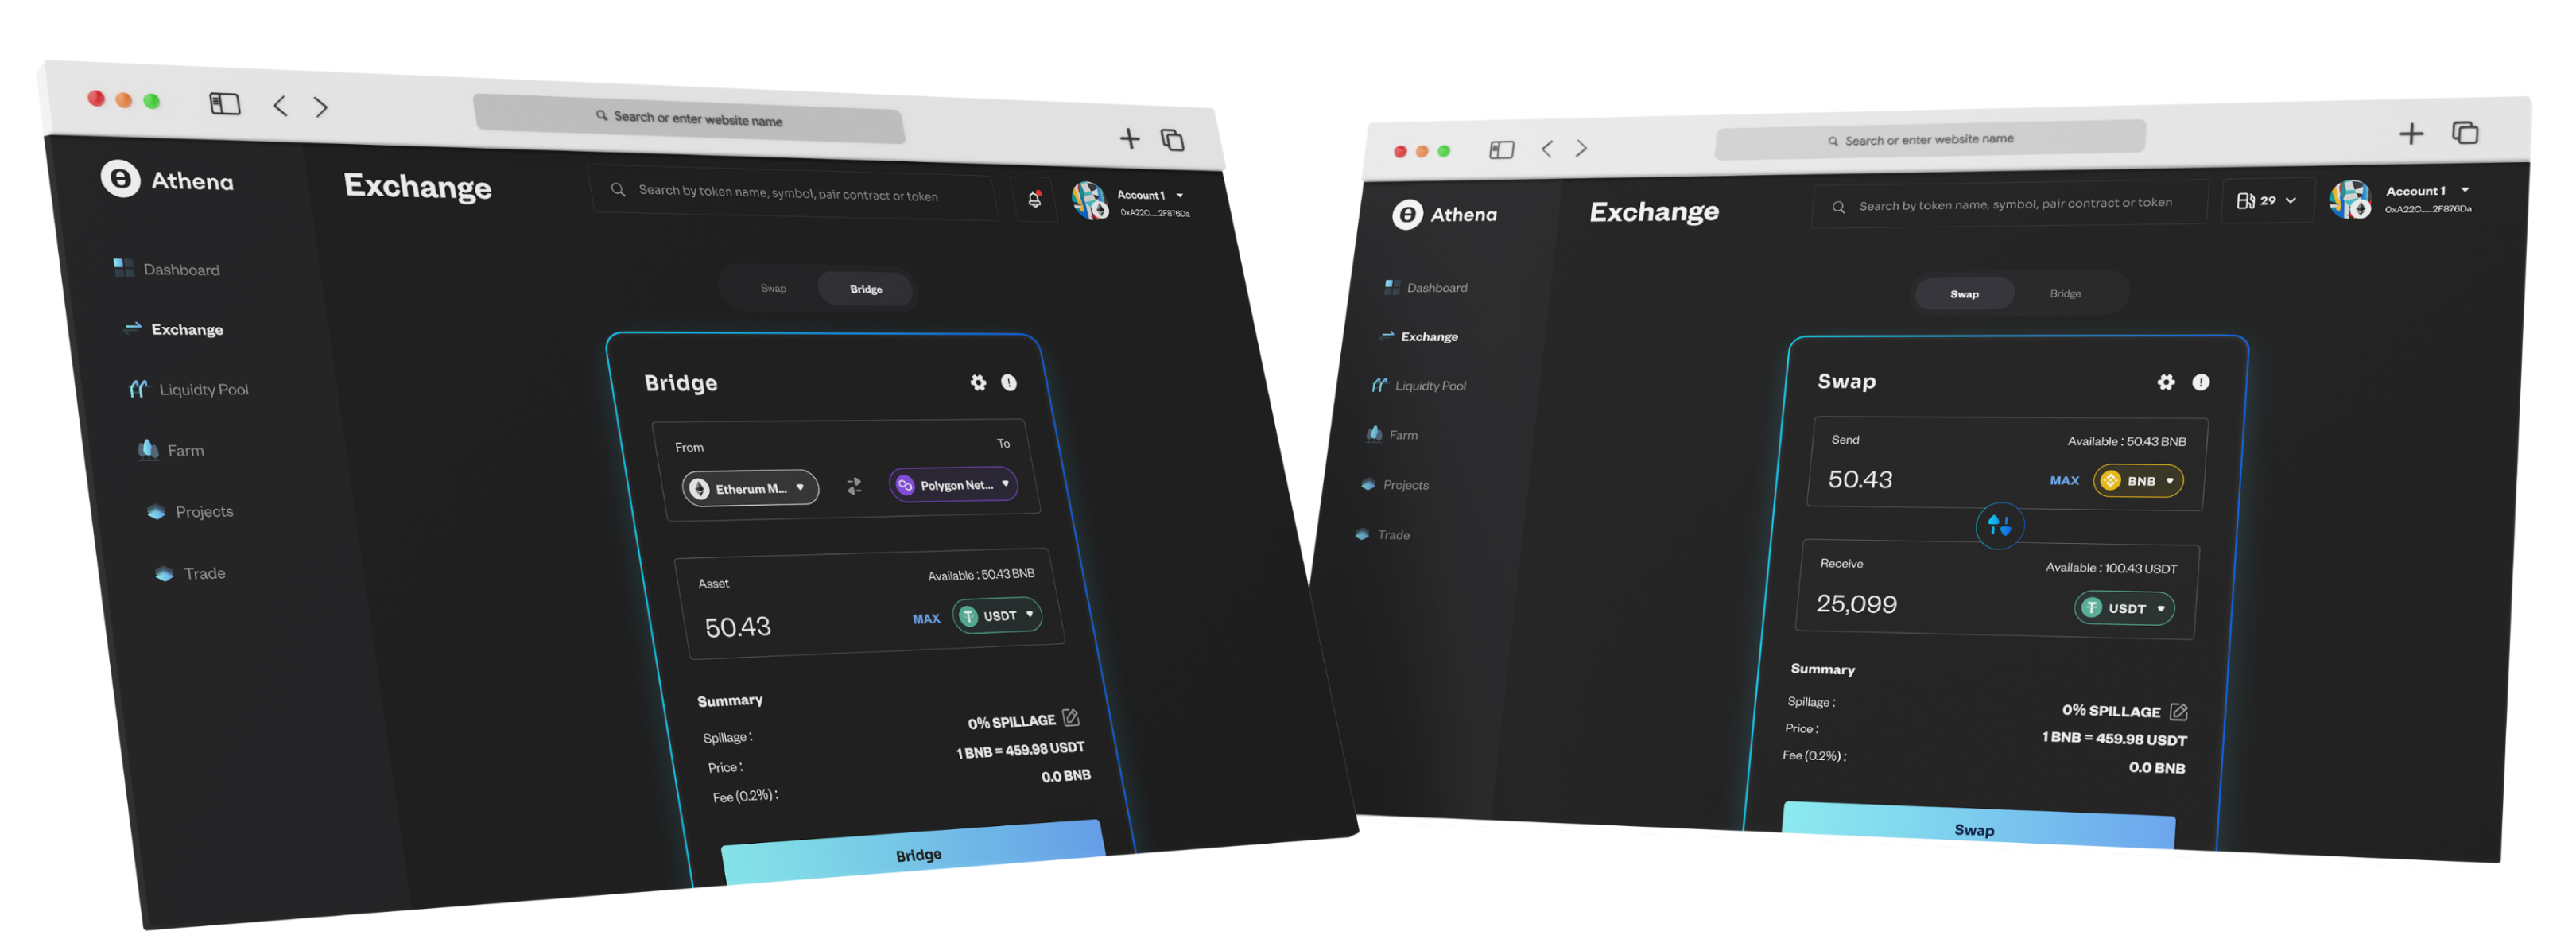 Search or enter website name
Athena
Exchange
Search by token name, symbol, pair contract or token
Account 1
0xA22C.....2F876Da
Dashboard
Exchange
Liquidty Pool
Farm
Projects
Trade
Swap
Bridge
Bridge
From
To
Etherum M...
Polygon Net...
Asset
Available : 50.43 BNB
50.43
MAX
USDT
Summary
Spillage :
0% SPILLAGE
Price :
1 BNB = 459.98 USDT
Fee (0.2%) :
0.0 BNB
Bridge
Search or enter website name
Athena
Exchange
Search by token name, symbol, pair contract or token
29
Account 1
0xA22C.....2F876Da
Dashboard
Exchange
Liquidty Pool
Farm
Projects
Trade
Swap
Bridge
Swap
Send
Available : 50.43 BNB
50.43
MAX
BNB
Receive
Available : 100.43 USDT
25,099
USDT
Summary
Spillage :
0% SPILLAGE
Price :
1 BNB = 459.98 USDT
Fee (0.2%) :
0.0 BNB
Swap